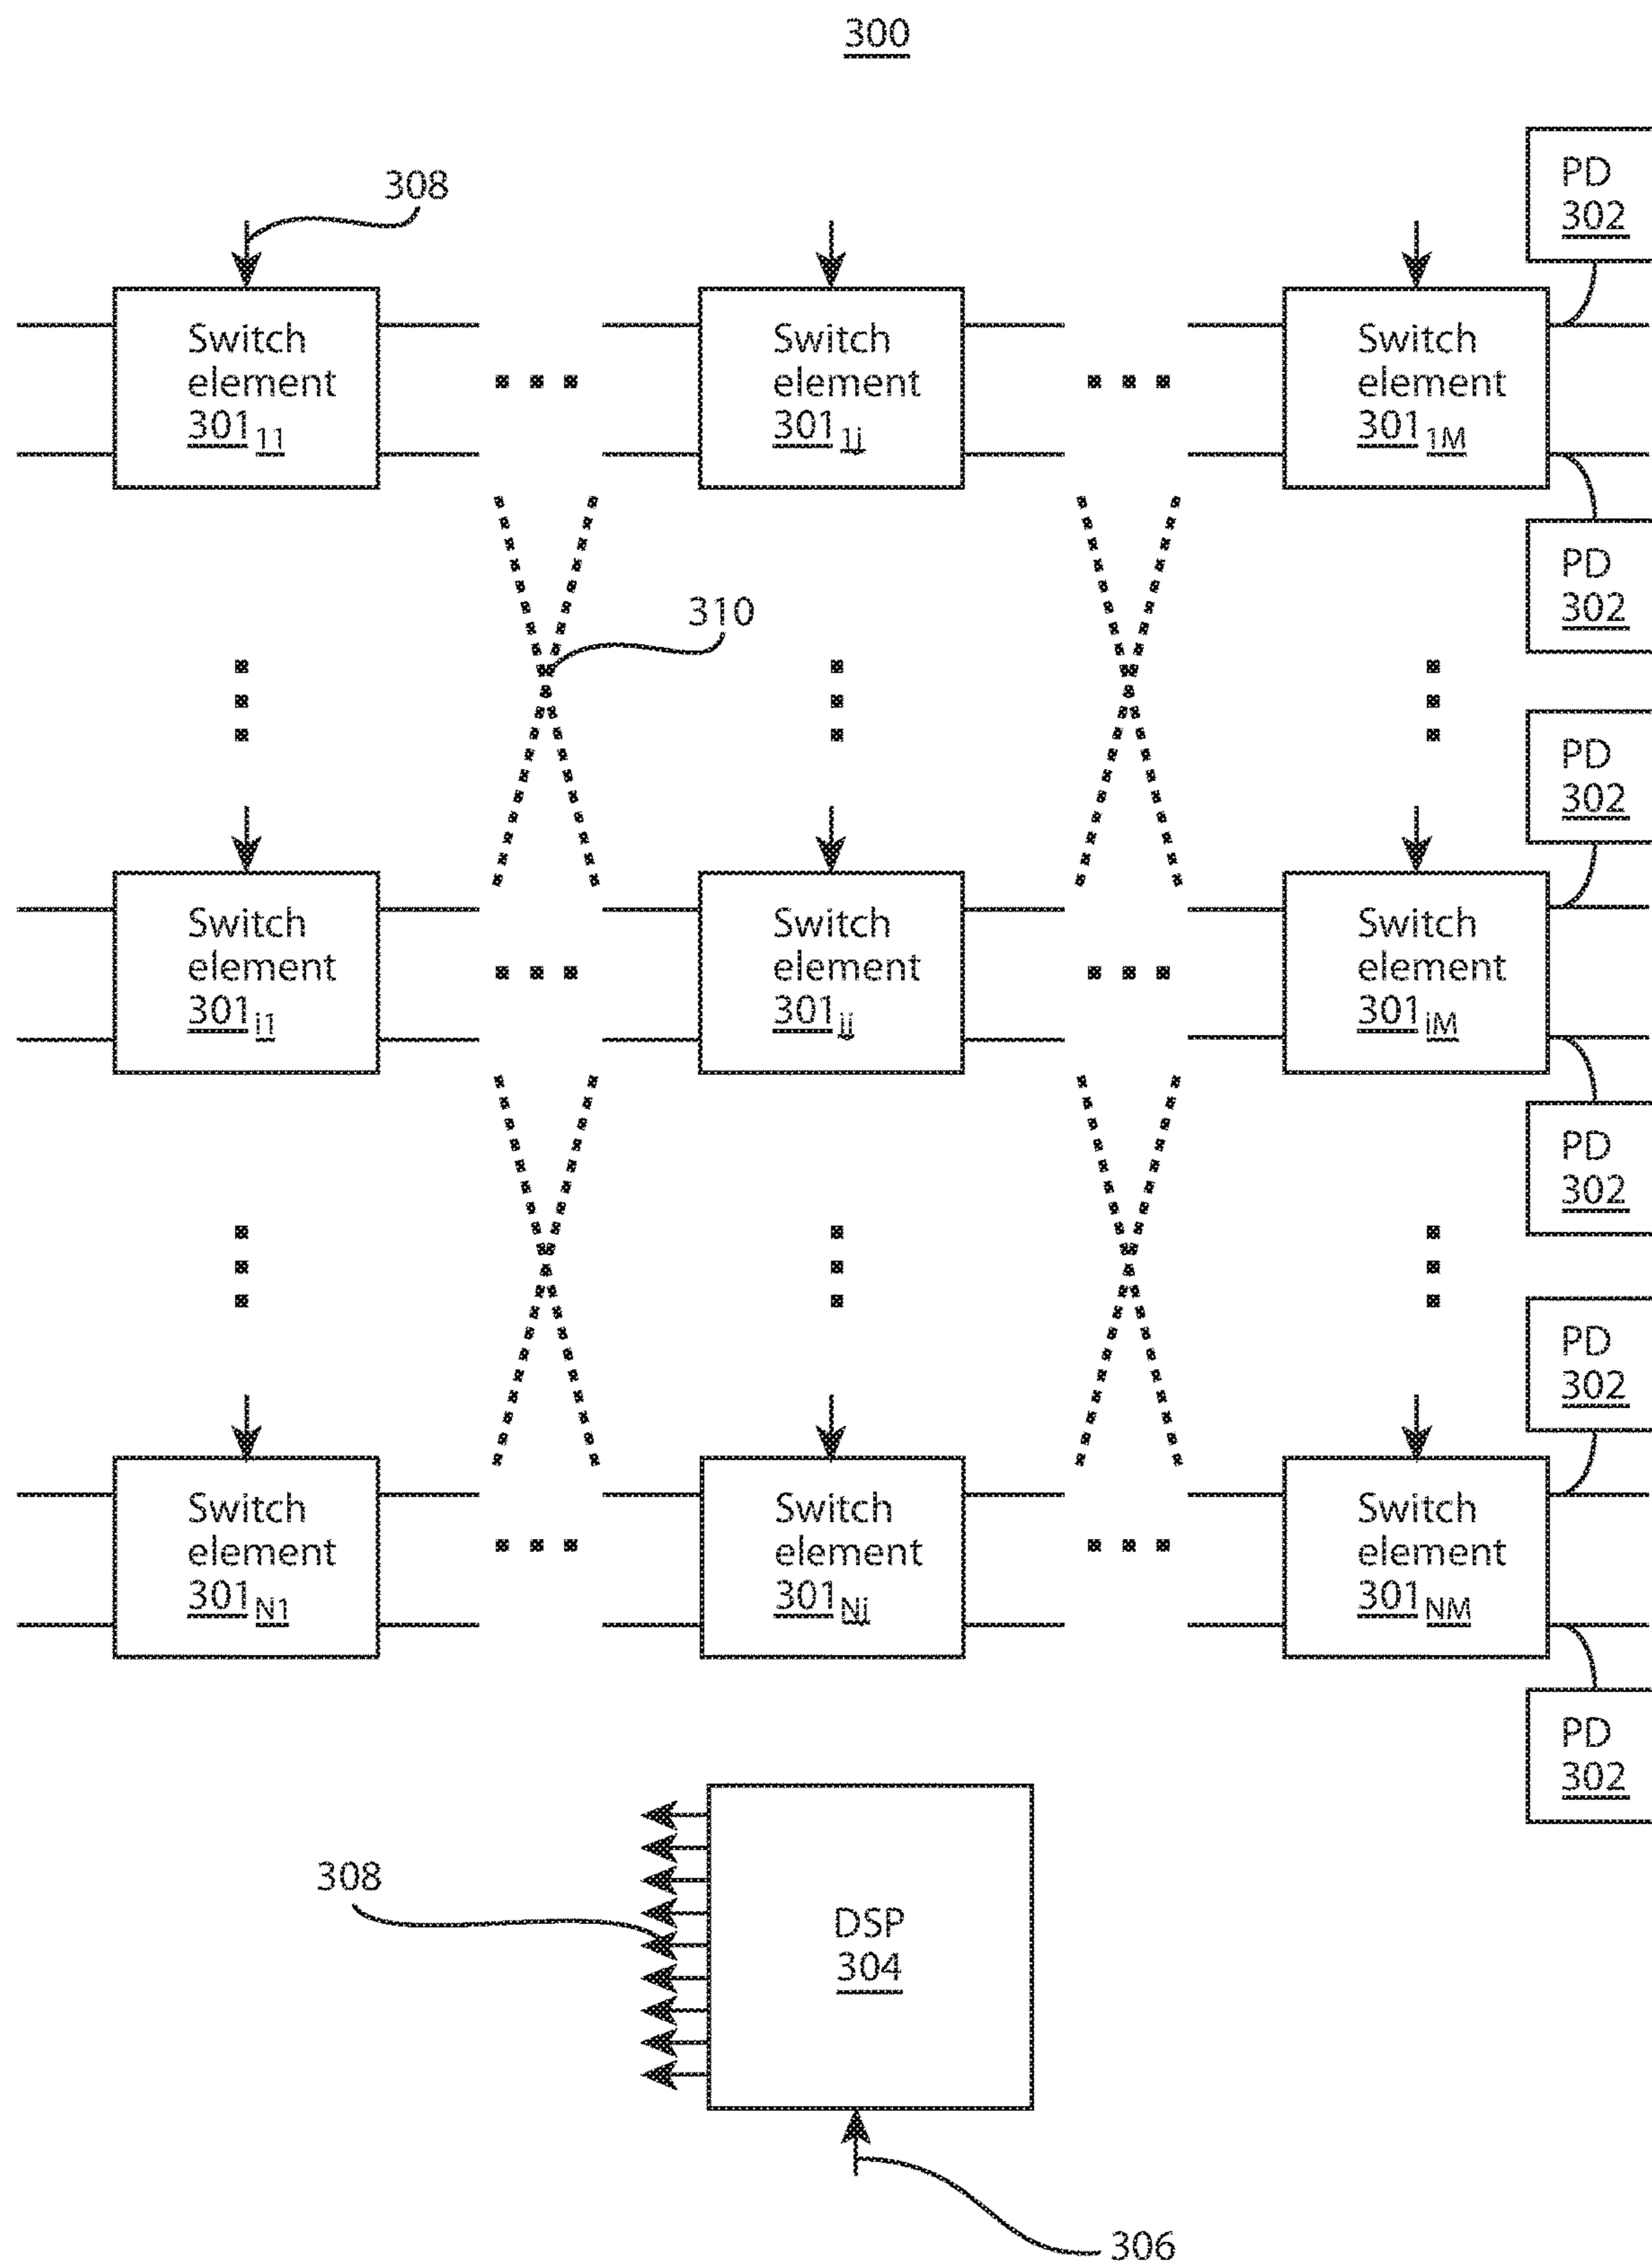 300
308
PD
302
Switch
element
301 11
Switch
element
301 1j
Switch
element
301 1M
PD
302
310
PD
302
Switch
element
301 i1
Switch
element
301 ij
Switch
element
301 iM
PD
302
PD
302
Switch
element
301 N1
Switch
element
301 Nj
Switch
element
301 NM
PD
302
308
DSP
304
306